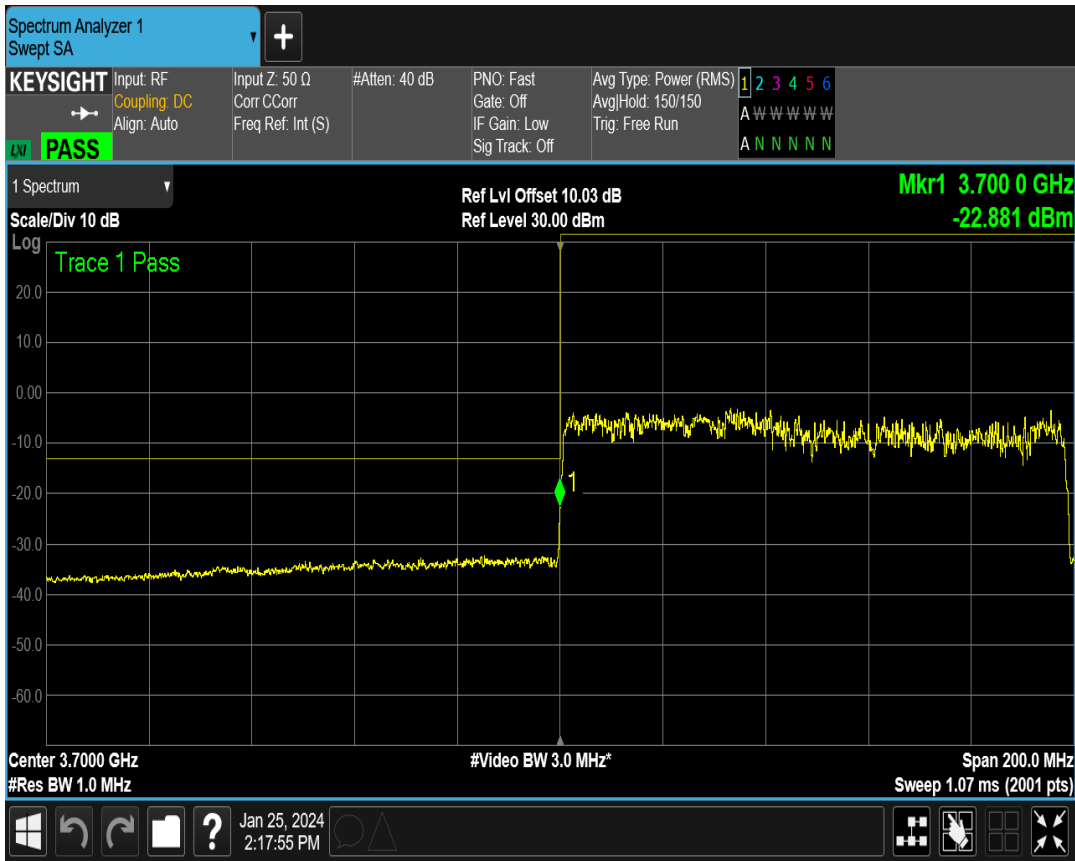 Spectrum Analyzer 1
Swept SA
+
KEYSIGHT
LXI PASS
Input: RF
Coupling: DC
Align: Auto
Input Z: 50 Ω
Corr CCorr
Freq Ref: Int (S)
#Atten: 40 dB
PNO: Fast
Gate: Off
IF Gain: Low
Sig Track: Off
Avg Type: Power (RMS)
Avg|Hold: 150/150
Trig: Free Run
1 2 3 4 5 6
A W W W W W
A N N N N N
1 Spectrum
Scale/Div 10 dB
Ref Lvl Offset 10.03 dB
Ref Level 30.00 dBm
Mkr1 3.700 0 GHz
-22.881 dBm
Log
Trace 1 Pass
20.0
10.0
0.00
-10.0
1
-20.0
-30.0
-40.0
-50.0
-60.0
Center 3.7000 GHz
#Video BW 3.0 MHz*
Span 200.0 MHz
#Res BW 1.0 MHz
Sweep 1.07 ms (2001 pts)
?
Jan 25, 2024
2:17:55 PM